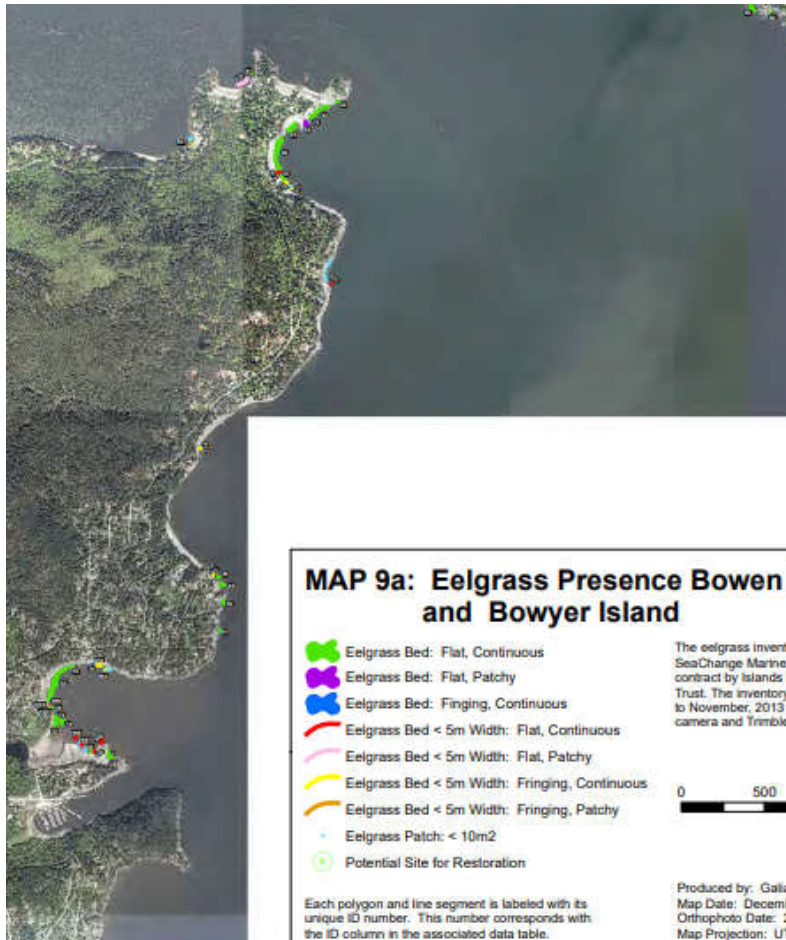 MAP 9a: Eelgrass Presence Bowen
and Bowyer Island
Eelgrass Bed: Flat, Continuous
Eelgrass Bed: Flat, Patchy
Eelgrass Bed: Finging, Continuous
Eelgrass Bed < 5m Width: Flat, Continuous
Eelgrass Bed < 5m Width: Flat, Patchy
Eelgrass Bed < 5m Width: Fringing, Continuous
Eelgrass Bed < 5m Width: Fringing, Patchy
Eelgrass Patch: < 10m2
Potential Site for Restoration
Each polygon and line segment is labeled with its
unique ID number. This number corresponds with
the ID column in the associated data table.
The eelgrass invent
SeaChange Marine
contract by Islands
Trust. The inventory
to November, 2013
camera and Trimble
0 500
Produced by: Galia
Map Date: Decemi
Orthophoto Date: 2
Map Projection: UT